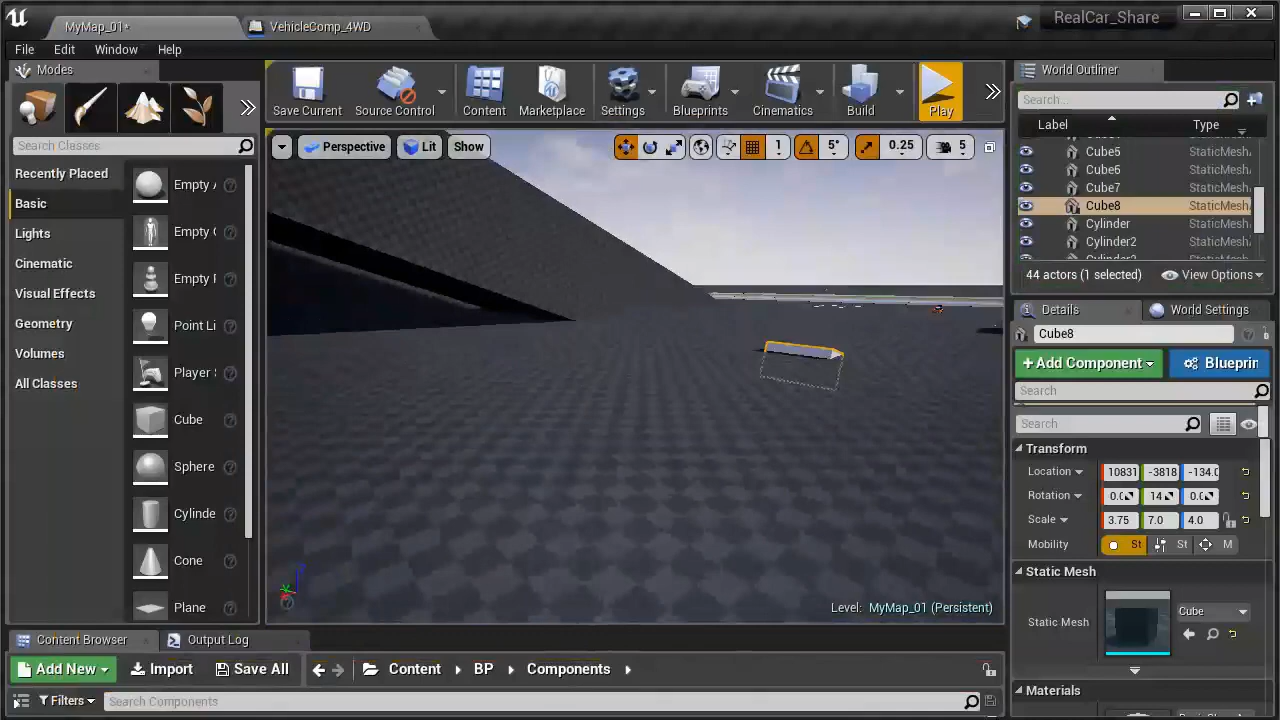 MyMap_01*
VehicleComp_4WD
RealCar_Share
File Edit Window Help
Modes
Search Classes
Recently Placed
Basic
Lights
Cinematic
Visual Effects
Geometry
Volumes
All Classes
Empty
Empty
Empty
Point Li
Player
Cube
Sphere
Cylinde
Cone
Plane
Save Current
Source Control
Content
Marketplace
Settings
Blueprints
Cinematics
Build
Play
Perspective
Lit
Show
1
5°
0.25
5
Level: MyMap_01 (Persistent)
World Outliner
Search...
Label Type
Cube5 StaticMesh
Cube6 StaticMesh
Cube7 StaticMesh
Cube8 StaticMesh
Cylinder StaticMesh
Cylinder2 StaticMesh
44 actors (1 selected)
View Options
Details
World Settings
Cube8
+Add Component
Blueprin
Search
Search
Transform
Location 10831 -3818 -134.0
Rotation 0.0 14 0.0
Scale 3.75 7.0 4.0
Mobility St St M
Static Mesh
Static Mesh
Cube
Materials
Content Browser
Output Log
Add New
Import
Save All
Content
BP
Components
Filters
Search Components